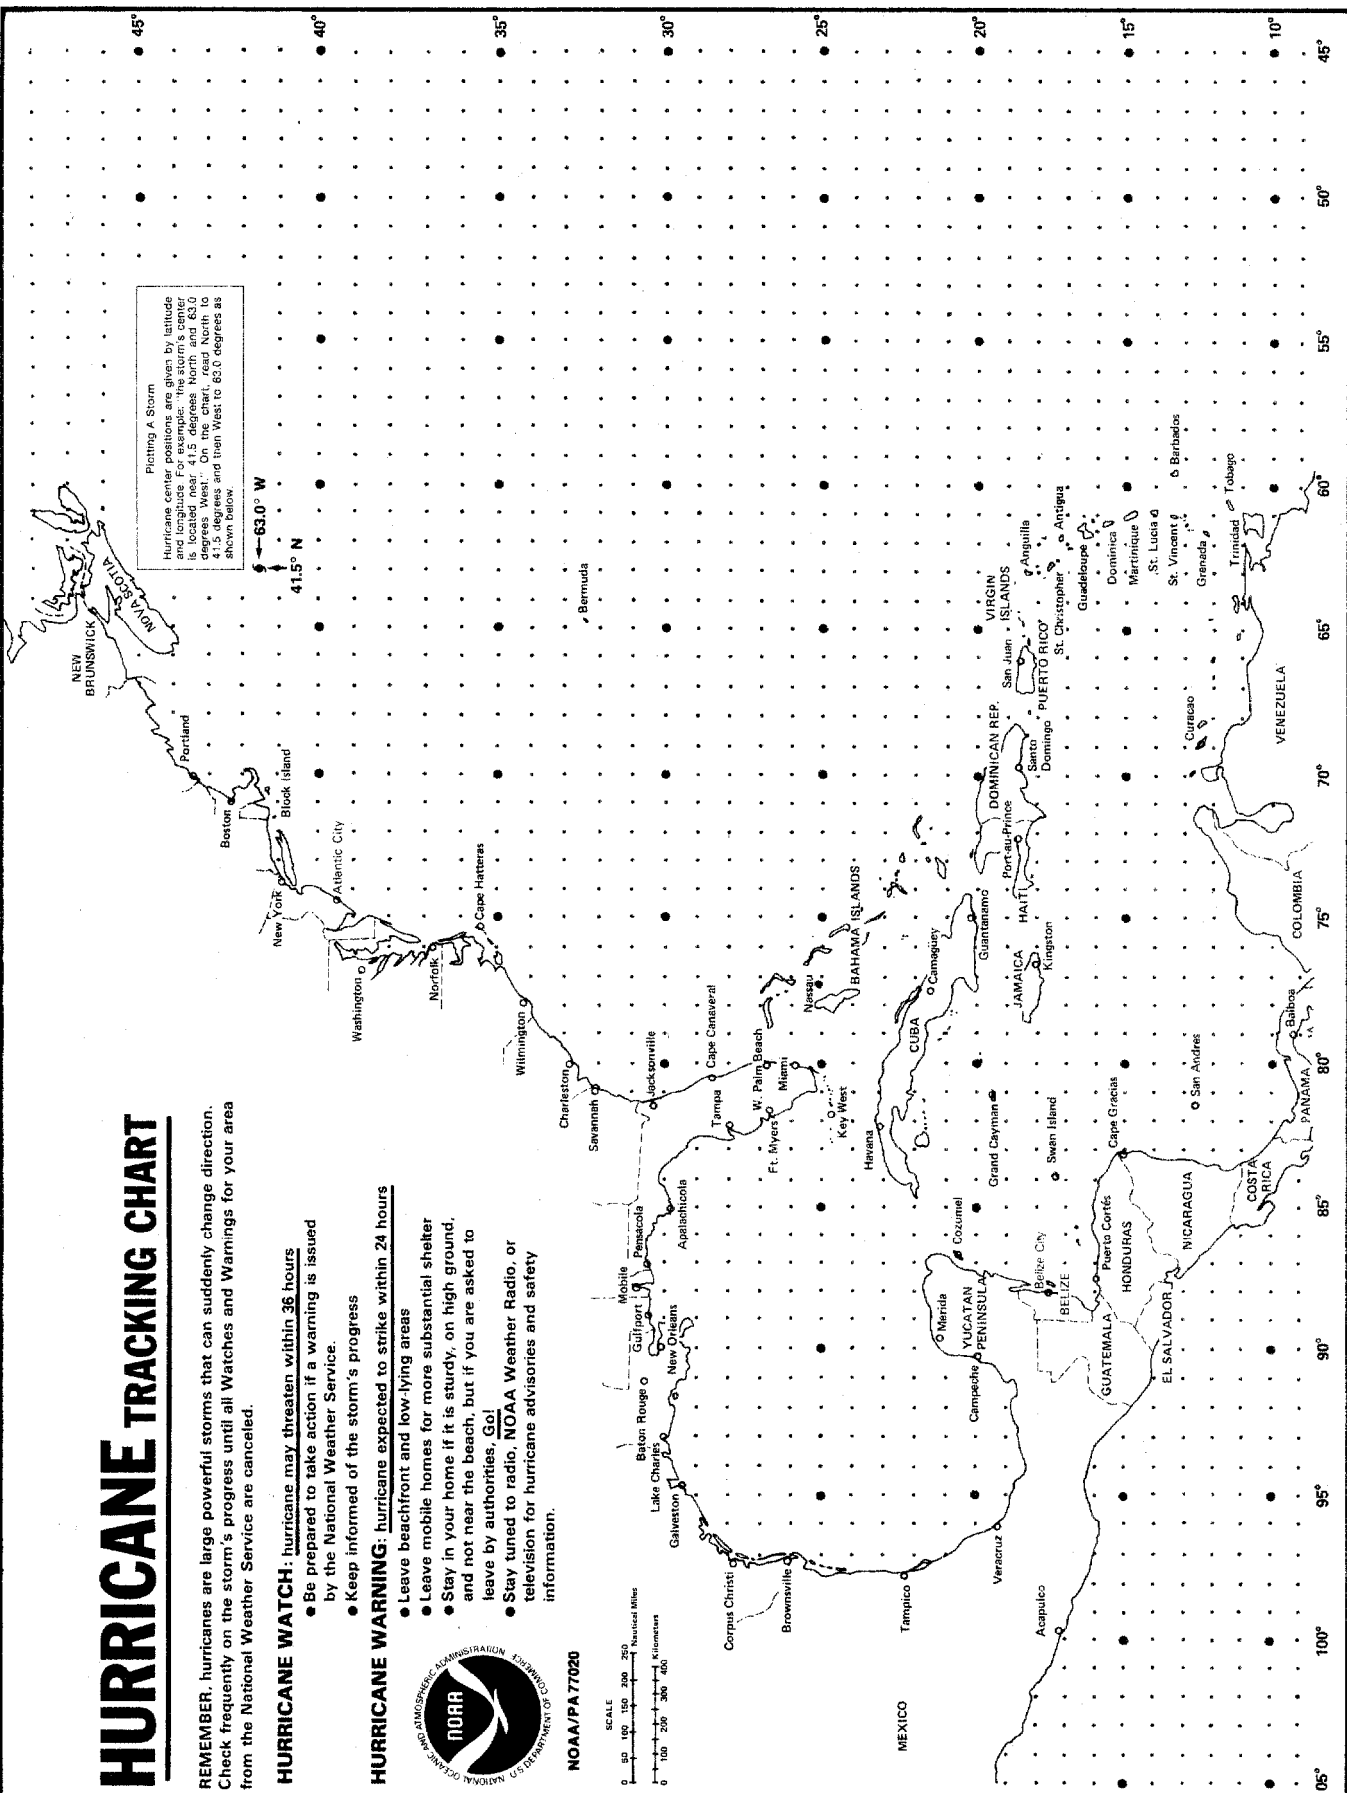 HURRICANE TRACKING CHART
REMEMBER, hurricanes are large powerful storms that can suddenly change direction.
Check frequently on the storm's progress until all Watches and Warnings for your area
from the National Weather Service are canceled.
HURRICANE WATCH: hurricane may threaten within 36 hours
● Be prepared to take action if a warning is issued
by the National Weather Service.
● Keep informed of the storm's progress
HURRICANE WARNING: hurricane expected to strike within 24 hours
● Leave beachfront and low-lying areas
● Leave mobile homes for more substantial shelter
● Stay in your home if it is sturdy, on high ground,
and not near the beach, but if you are asked to
leave by authorities, Go!
● Stay tuned to radio, NOAA Weather Radio, or
television for hurricane advisories and safety
information.
NATIONAL OCEANIC AND ATMOSPHERIC ADMINISTRATION
U.S. DEPARTMENT OF COMMERCE
NOAA
NOAA/PA 77020
SCALE
0 50 100 150 200 250
Nautical Miles
Kilometers
0 100 200 300 400
Plotting A Storm
Hurricane center positions are given by latitude
and longitude. For example: "the storm's center
is located near 41.5 degrees North and 63.0
degrees West." On the chart, read North to
41.5 degrees and then West to 63.0 degrees as
shown below.
63.0° W
41.5° N
NEW
BRUNSWICK
NOVA SCOTIA
Portland
Boston
Block Island
New York
Atlantic City
Washington
Norfolk
Cape Hatteras
Wilmington
Charleston
Savannah
Jacksonville
Bermuda
Cape Canaveral
Tampa
W. Palm Beach
Ft. Myers
Miami
Key West
Mobile
Pensacola
Gulfport
Apalachicola
New Orleans
Baton Rouge
Lake Charles
Galveston
Corpus Christi
Brownsville
Tampico
Veracruz
Acapulco
MEXICO
Nassau
BAHAMA ISLANDS
Havana
CUBA
Camagüey
Guantanamo
Grand Cayman
Swan Island
Cozumel
Merida
YUCATAN
PENINSULA
Campeche
Belize City
BELIZE
Puerto Cortés
HONDURAS
GUATEMALA
EL SALVADOR
NICARAGUA
Cape Gracias
COSTA
RICA
PANAMA
San Andres
Balboa
COLOMBIA
VENEZUELA
JAMAICA
Kingston
HAITI
Port-au-Prince
DOMINICAN REP.
Santo
Domingo
San Juan
PUERTO RICO
VIRGIN
ISLANDS
Anguilla
St. Christopher
Antigua
Guadeloupe
Dominica
Martinique
St. Lucia
St. Vincent
Barbados
Grenada
Tobago
Trinidad
Curacao
45°
40°
35°
30°
25°
20°
15°
10°
05°
100°
95°
90°
85°
80°
75°
70°
65°
60°
55°
50°
45°